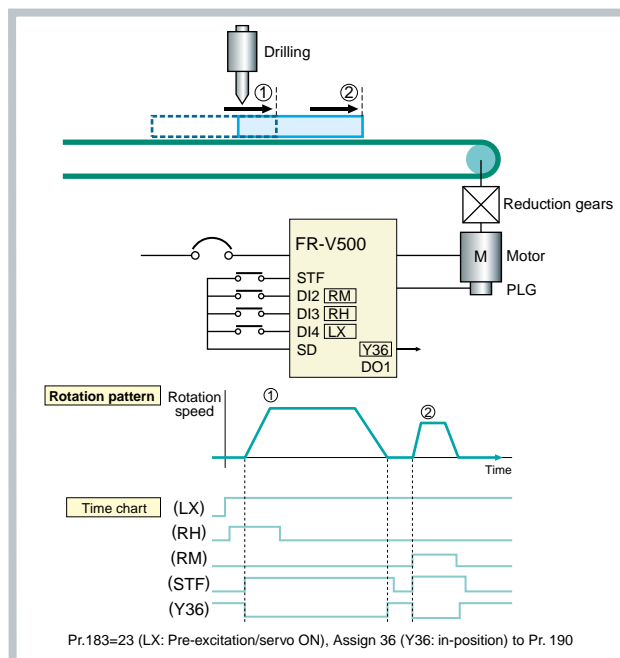 Drilling
① ②
Reduction gears
FR-V500
M
Motor
PLG
STF
DI2 RM
DI3 RH
DI4 LX
SD
Y36
DO1
Rotation pattern
Rotation speed
①
②
Time
Time chart
(LX)
(RH)
(RM)
(STF)
(Y36)
Pr.183=23 (LX: Pre-excitation/servo ON), Assign 36 (Y36: in-position) to Pr. 190